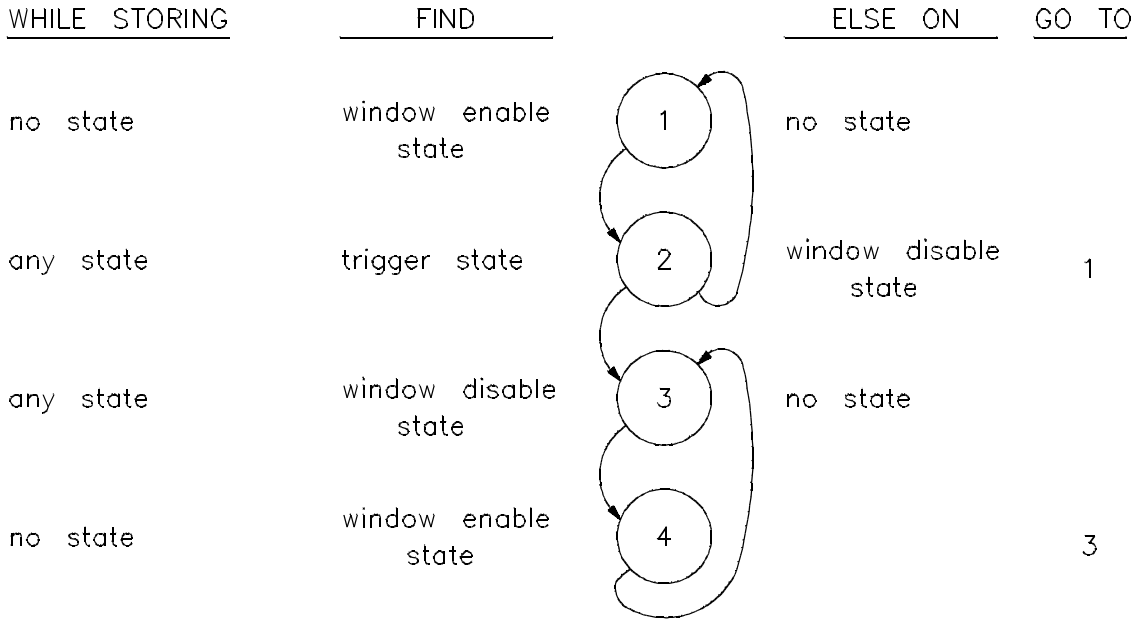 WHILE STORING FIND ELSE ON GO TO
no state window enable state 1 no state
any state trigger state 2 window disable state 1
any state window disable state 3 no state
no state window enable state 4 3